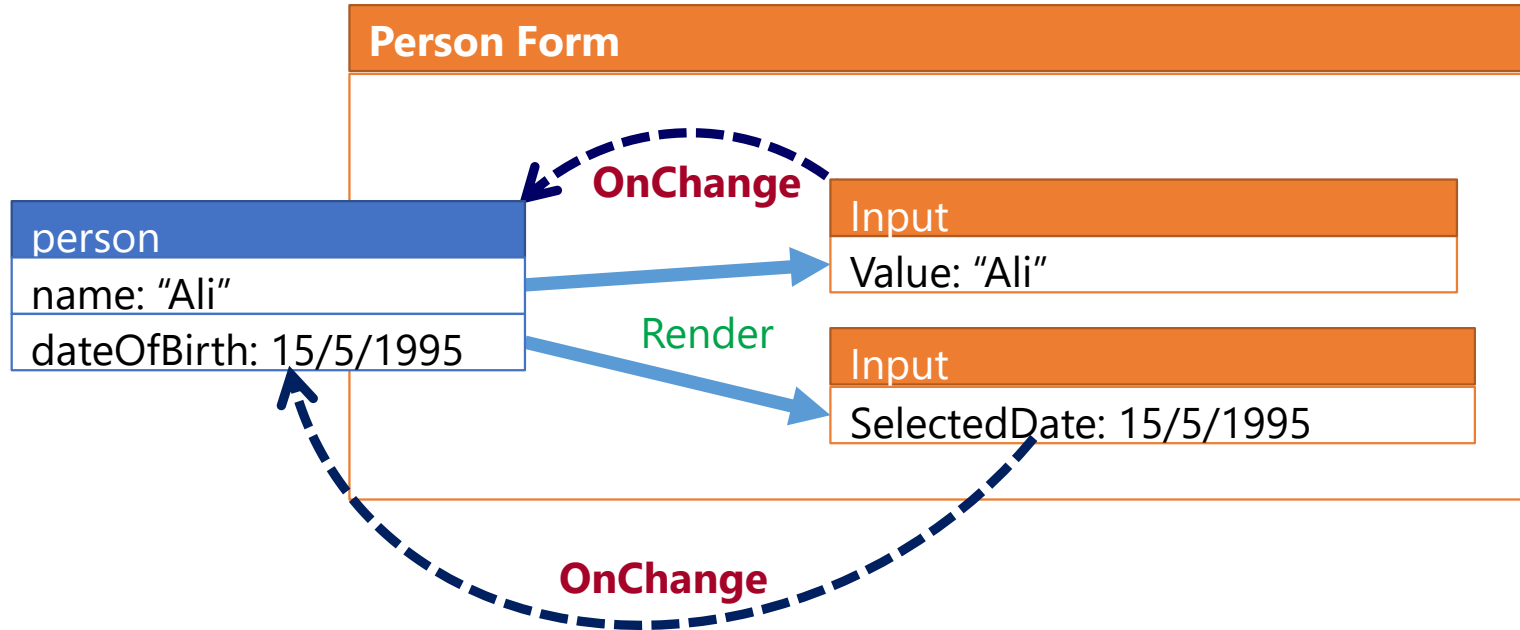 Person Form
OnChange
person
name: “Ali”
dateOfBirth: 15/5/1995
Input
Value: “Ali”
Render
Input
SelectedDate: 15/5/1995
OnChange